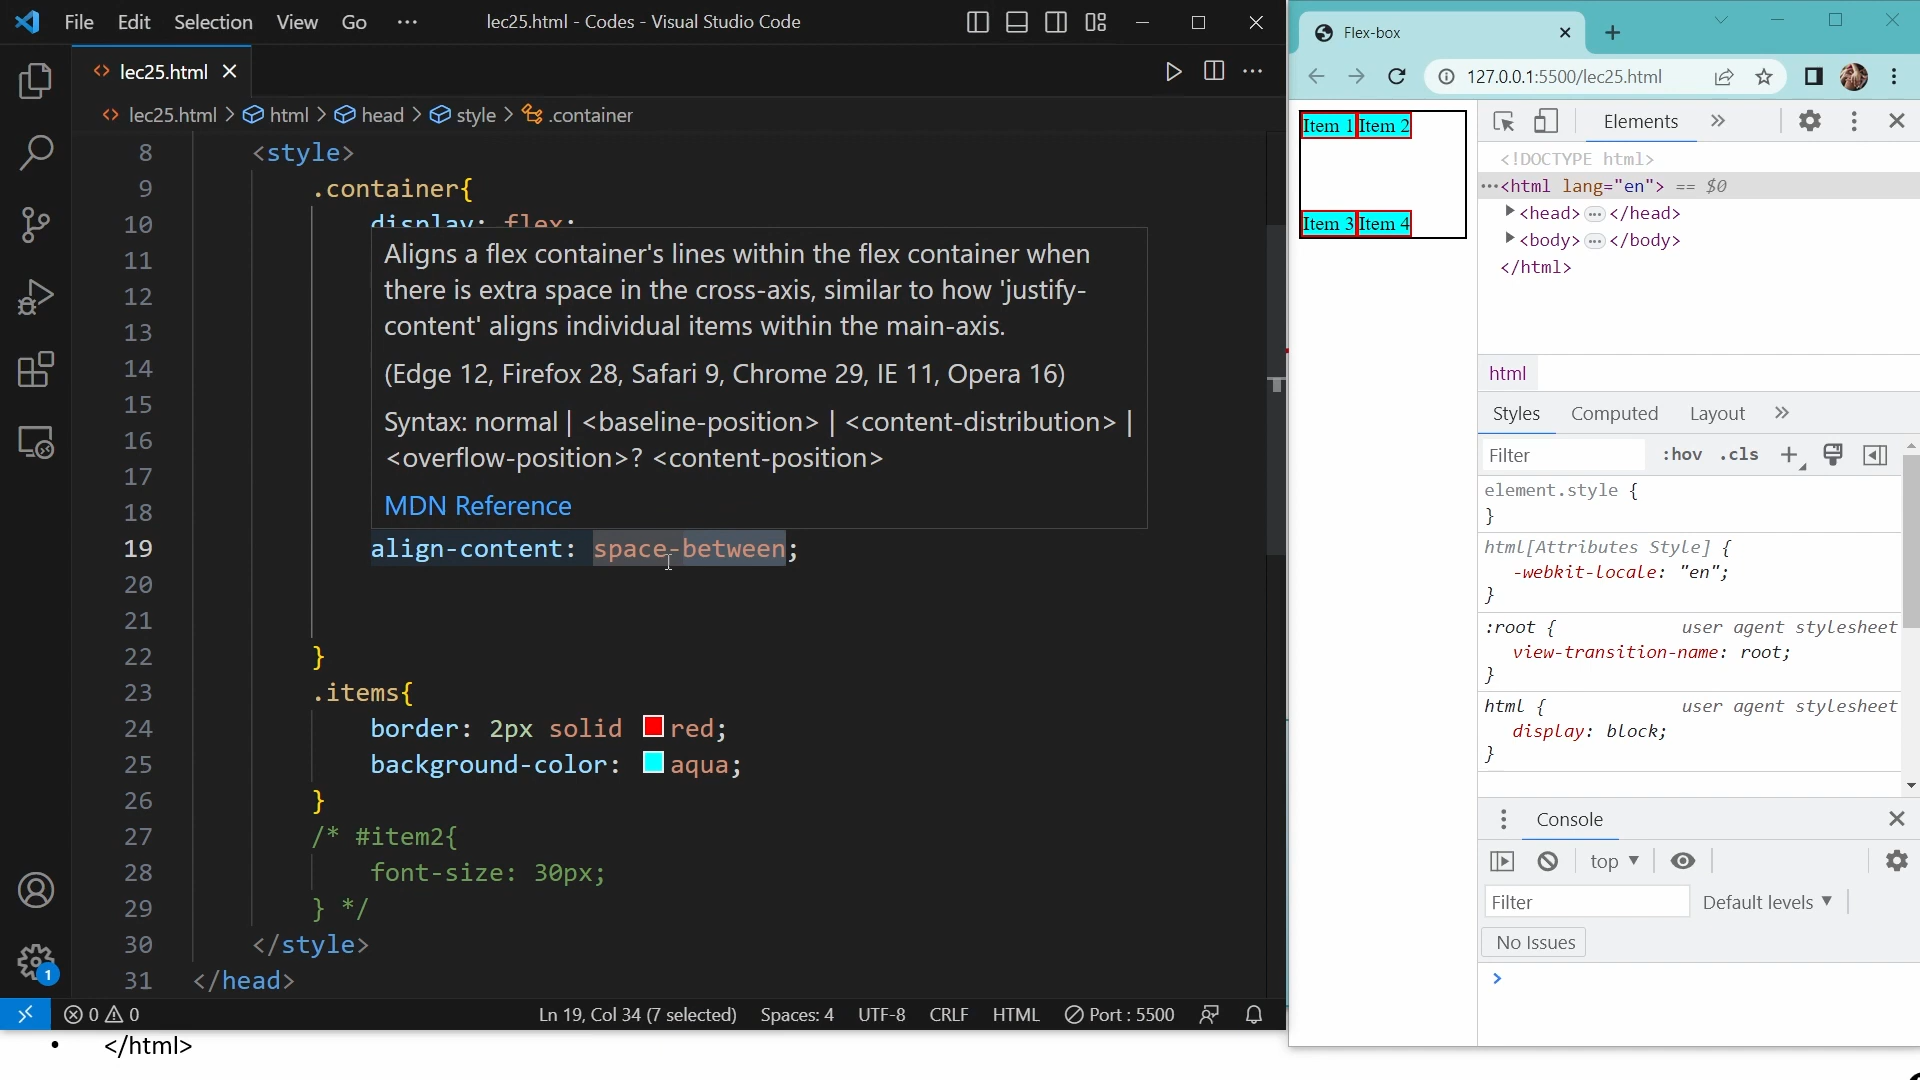 File Edit Selection View Go ··· lec25.html - Codes - Visual Studio Code
lec25.html
lec25.html > html > head > style > .container
8 <style>
9 .container{
10 display: flex;
11
12
13
14
15
16
17
18
Aligns a flex container's lines within the flex container when
there is extra space in the cross-axis, similar to how 'justify-
content' aligns individual items within the main-axis.
(Edge 12, Firefox 28, Safari 9, Chrome 29, IE 11, Opera 16)
Syntax: normal | <baseline-position> | <content-distribution> |
<overflow-position>? <content-position>
MDN Reference
19 align-content: space-between;
20
21
22 }
23 .items{
24 border: 2px solid red;
25 background-color: aqua;
26 }
27 /* #item2{
28 font-size: 30px;
29 } */
30 </style>
31 </head>
1
0 0 Ln 19, Col 34 (7 selected) Spaces: 4 UTF-8 CRLF HTML Port : 5500
• </html>
Flex-box
127.0.0.1:5500/lec25.html
Item 1 Item 2
Item 3 Item 4
Elements
<!DOCTYPE html>
···<html lang="en"> == $0
<head> ··· </head>
<body> ··· </body>
</html>
html
Styles Computed Layout
Filter :hov .cls
element.style {
}
html[Attributes Style] {
-webkit-locale: "en";
}
:root { user agent stylesheet
view-transition-name: root;
}
html { user agent stylesheet
display: block;
}
Console
top
Filter Default levels
No Issues